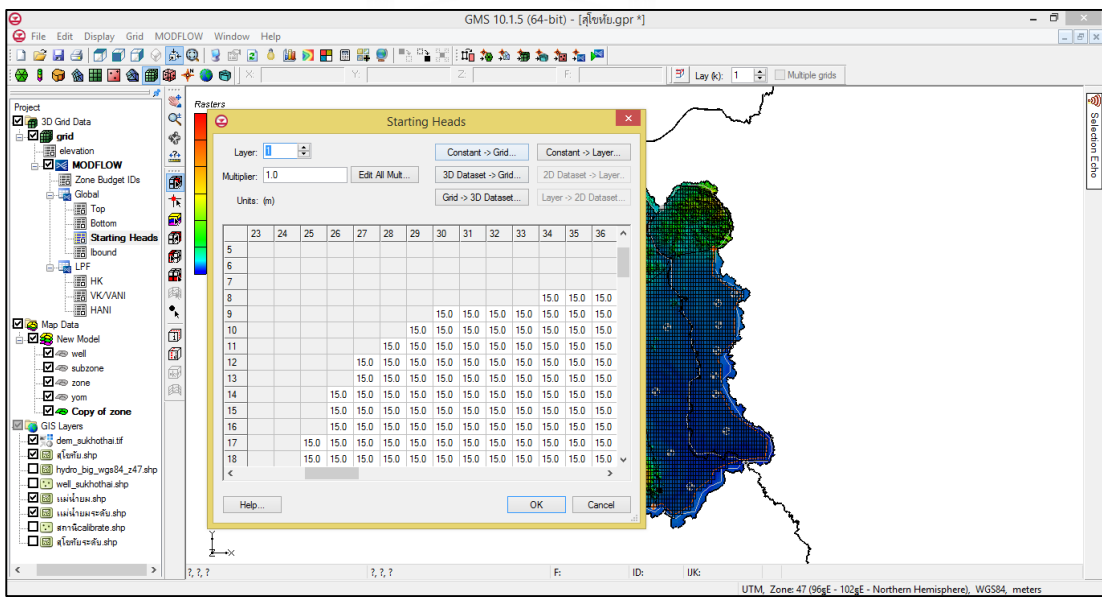 GMS 10.1.5 (64-bit) - [สุโขทัย.gpr *]
File Edit Display Grid MODFLOW Window Help
X: Y: Z: F: Lay (k): 1 Multiple grids
Project
3D Grid Data
grid
elevation
MODFLOW
Zone Budget IDs
Global
Top
Bottom
Starting Heads
Ibound
LPF
HK
VK/VANI
HANI
Map Data
New Model
well
subzone
zone
yom
Copy of zone
GIS Layers
dem_sukhothai.tif
สุโขทัย.shp
hydro_big_wgs84_z47.shp
well_sukhothai.shp
แม่น้ำยม.shp
แม่น้ำยมระดับ.shp
สถานีcalibrate.shp
สุโขทัยระดับ.shp
Rasters
Starting Heads
Layer: 1 Constant -> Grid... Constant -> Layer...
Multiplier: 1.0 Edit All Mult... 3D Dataset -> Grid... 2D Dataset -> Layer...
Units: (m) Grid -> 3D Dataset... Layer -> 2D Dataset...
23 24 25 26 27 28 29 30 31 32 33 34 35 36
5
6
7
8 15.0 15.0 15.0
9 15.0 15.0 15.0 15.0 15.0 15.0 15.0
10 15.0 15.0 15.0 15.0 15.0 15.0 15.0 15.0
11 15.0 15.0 15.0 15.0 15.0 15.0 15.0 15.0 15.0
12 15.0 15.0 15.0 15.0 15.0 15.0 15.0 15.0 15.0 15.0
13 15.0 15.0 15.0 15.0 15.0 15.0 15.0 15.0 15.0 15.0
14 15.0 15.0 15.0 15.0 15.0 15.0 15.0 15.0 15.0 15.0 15.0
15 15.0 15.0 15.0 15.0 15.0 15.0 15.0 15.0 15.0 15.0 15.0
16 15.0 15.0 15.0 15.0 15.0 15.0 15.0 15.0 15.0 15.0 15.0
17 15.0 15.0 15.0 15.0 15.0 15.0 15.0 15.0 15.0 15.0 15.0 15.0
18 15.0 15.0 15.0 15.0 15.0 15.0 15.0 15.0 15.0 15.0 15.0 15.0
Help... OK Cancel
Selection Echo
Z X
?, ?, ? ?, ?, ? F: ID: IJK:
UTM, Zone: 47 (96ºE - 102ºE - Northern Hemisphere), WGS84, meters